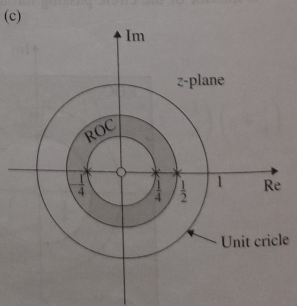 (c)
Im
z-plane
ROC
1/4
1/4
1/2
1
Re
Unit cricle